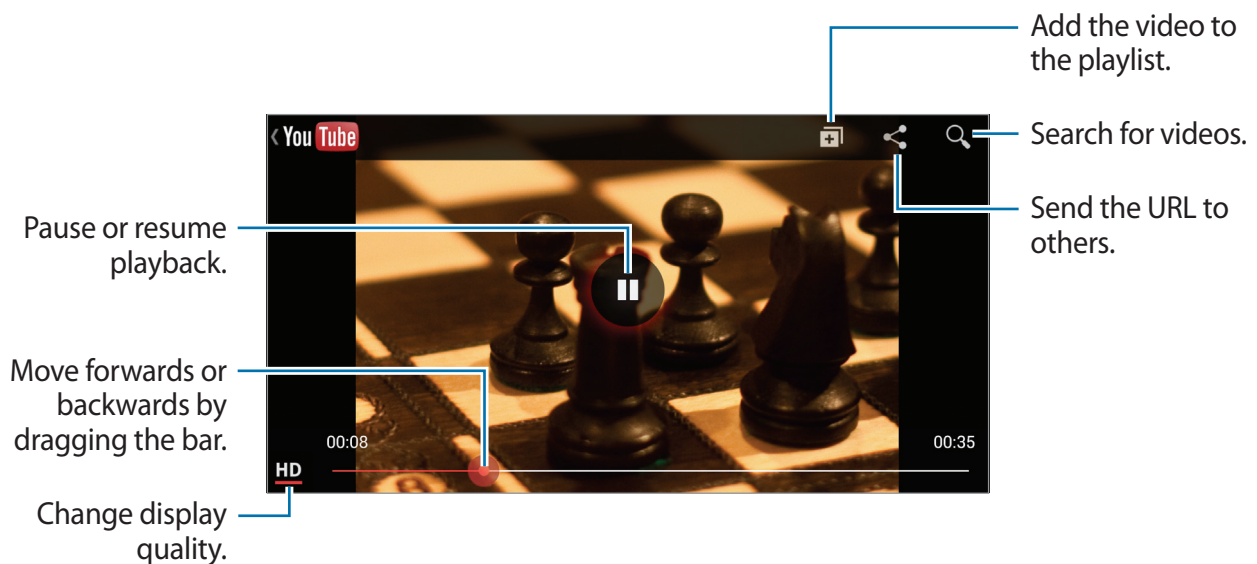 Add the video to
the playlist.
You Tube
Search for videos.
Send the URL to
others.
Pause or resume
playback.
Move forwards or
backwards by
dragging the bar.
00:08
00:35
HD
Change display
quality.